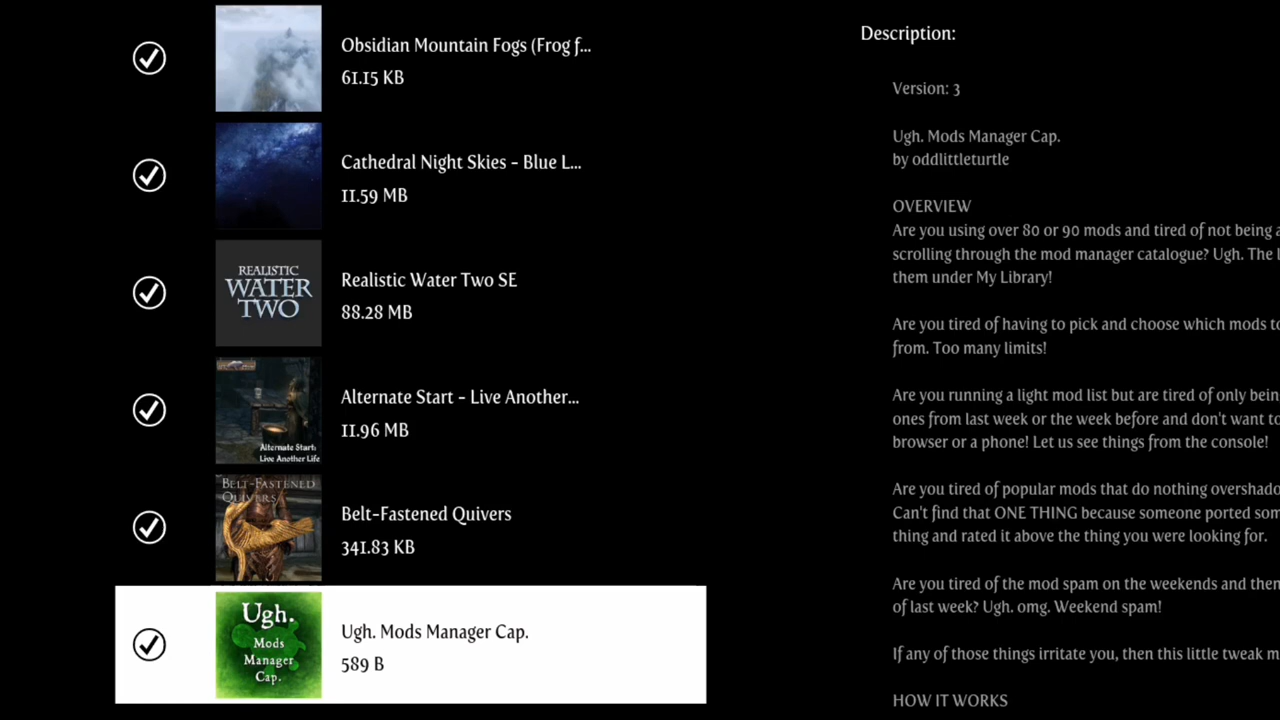 Obsidian Mountain Fogs (Frog f...
61.15 KB
Cathedral Night Skies - Blue L...
11.59 MB
REALISTIC
WATER
TWO
Realistic Water Two SE
88.28 MB
Alternate Start:
Live Another Life
Alternate Start - Live Another...
11.96 MB
BELT-FASTENED
QUIVERS
Belt-Fastened Quivers
341.83 KB
Ugh.
Mods
Manager
Cap.
Ugh. Mods Manager Cap.
589 B
Description:
Version: 3
Ugh. Mods Manager Cap.
by oddlittleturtle
OVERVIEW
Are you using over 80 or 90 mods and tired of not being a
scrolling through the mod manager catalogue? Ugh. The
them under My Library!
Are you tired of having to pick and choose which mods to
from. Too many limits!
Are you running a light mod list but are tired of only being
ones from last week or the week before and don't want to
browser or a phone! Let us see things from the console!
Are you tired of popular mods that do nothing overshado
Can't find that ONE THING because someone ported som
thing and rated it above the thing you were looking for.
Are you tired of the mod spam on the weekends and then
of last week? Ugh. omg. Weekend spam!
If any of those things irritate you, then this little tweak m
HOW IT WORKS